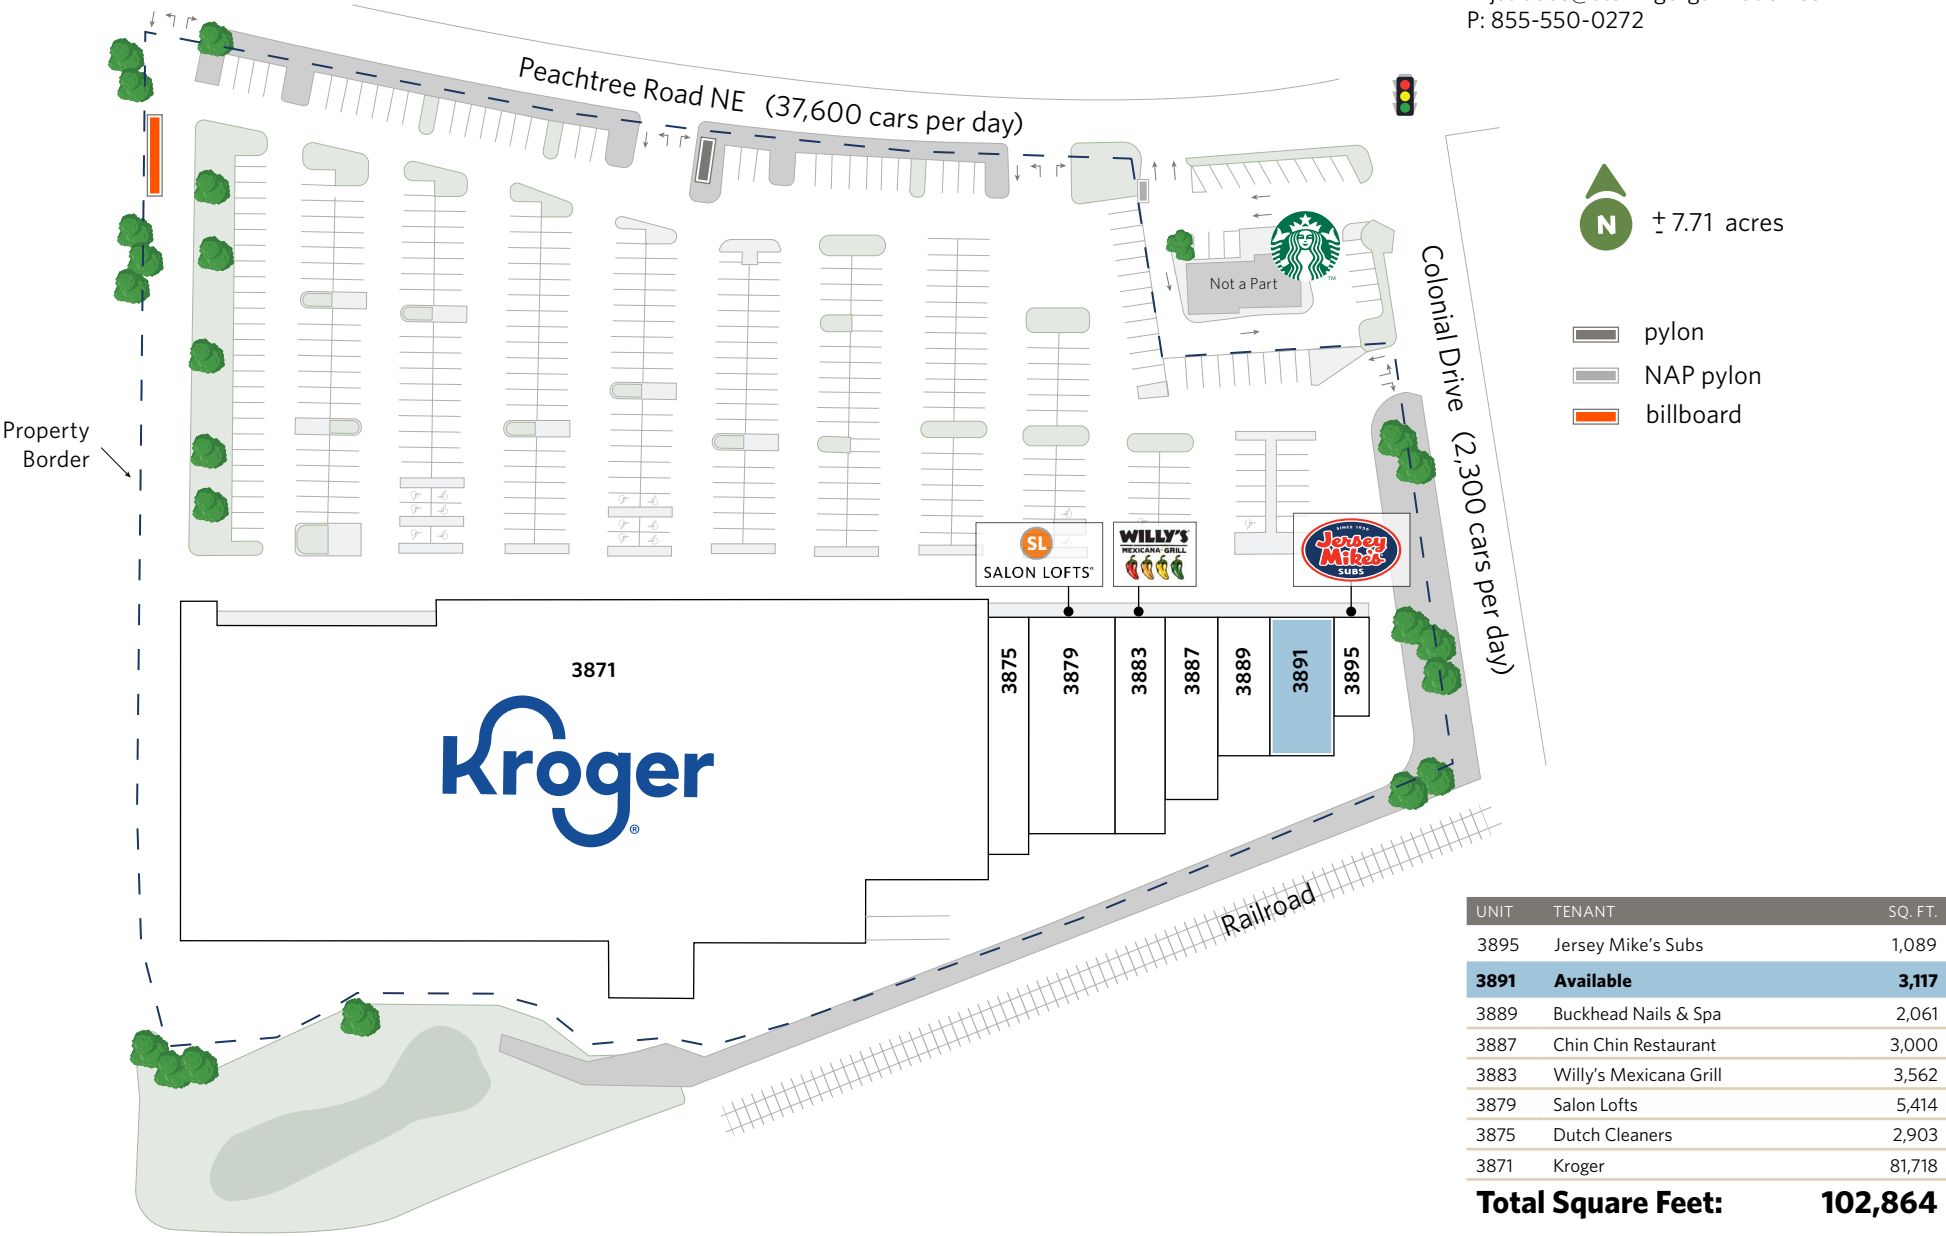 P: 855-550-0272
Peachtree Road NE (37,600 cars per day)
N
± 7.71 acres
Not a Part
TM
Colonial Drive (2,300 cars per day)
pylon
NAP pylon
billboard
Property
Border
SL
SALON LOFTS
WILLY'S
MEXICANA GRILL
SINCE 1956
Jersey
Mike's
SUBS
3871
Kroger
®
3875
3879
3883
3887
3889
3891
3895
Railroad
UNIT TENANT SQ. FT.
3895 Jersey Mike's Subs 1,089
3891 Available 3,117
3889 Buckhead Nails & Spa 2,061
3887 Chin Chin Restaurant 3,000
3883 Willy's Mexicana Grill 3,562
3879 Salon Lofts 5,414
3875 Dutch Cleaners 2,903
3871 Kroger 81,718
Total Square Feet: 102,864